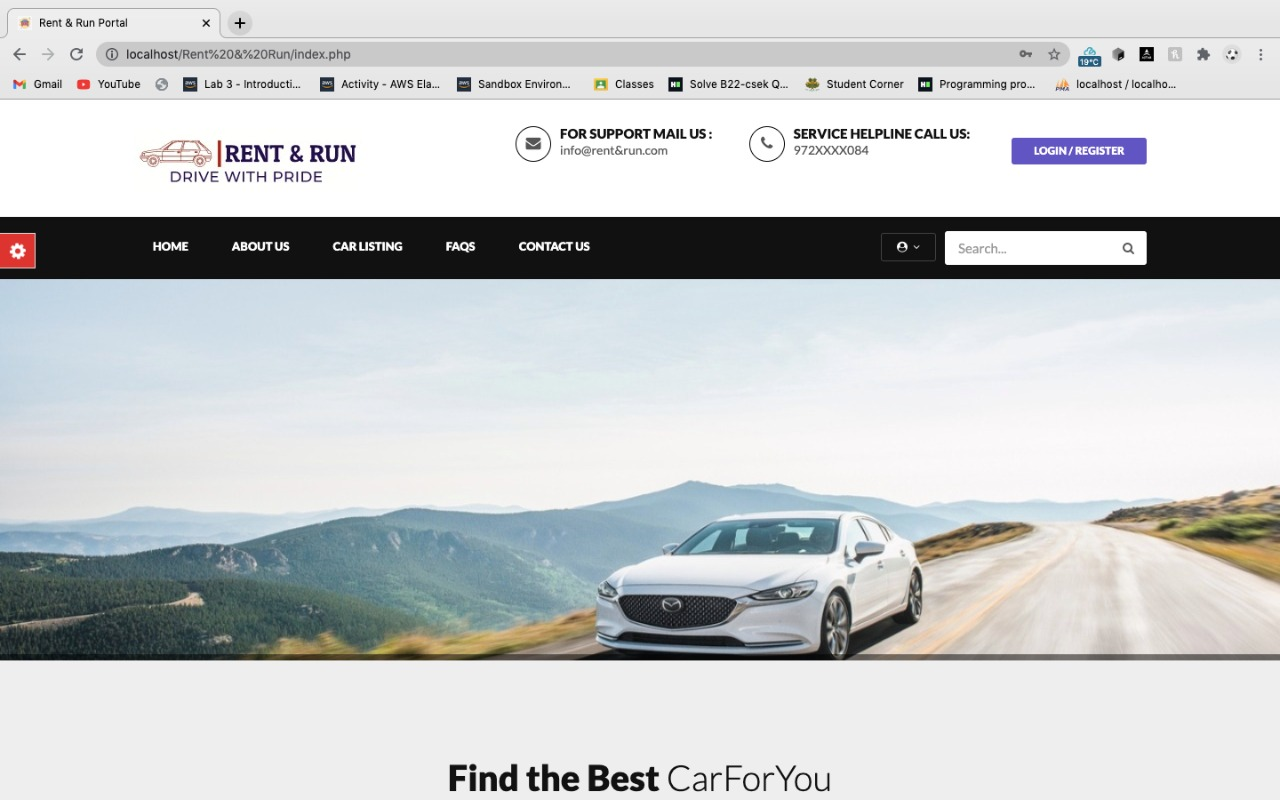 Rent & Run Portal
localhost/Rent%20&%20Run/index.php
19°C
Gmail
YouTube
Lab 3 - Introducti...
Activity - AWS Ela...
Sandbox Environ...
Classes
Solve B22-csek Q...
Student Corner
Programming pro...
localhost / localho...
RENT & RUN
DRIVE WITH PRIDE
FOR SUPPORT MAIL US :
info@rent&run.com
SERVICE HELPLINE CALL US:
972XXXX084
LOGIN / REGISTER
HOME
ABOUT US
CAR LISTING
FAQS
CONTACT US
Search...
Find the Best CarForYou